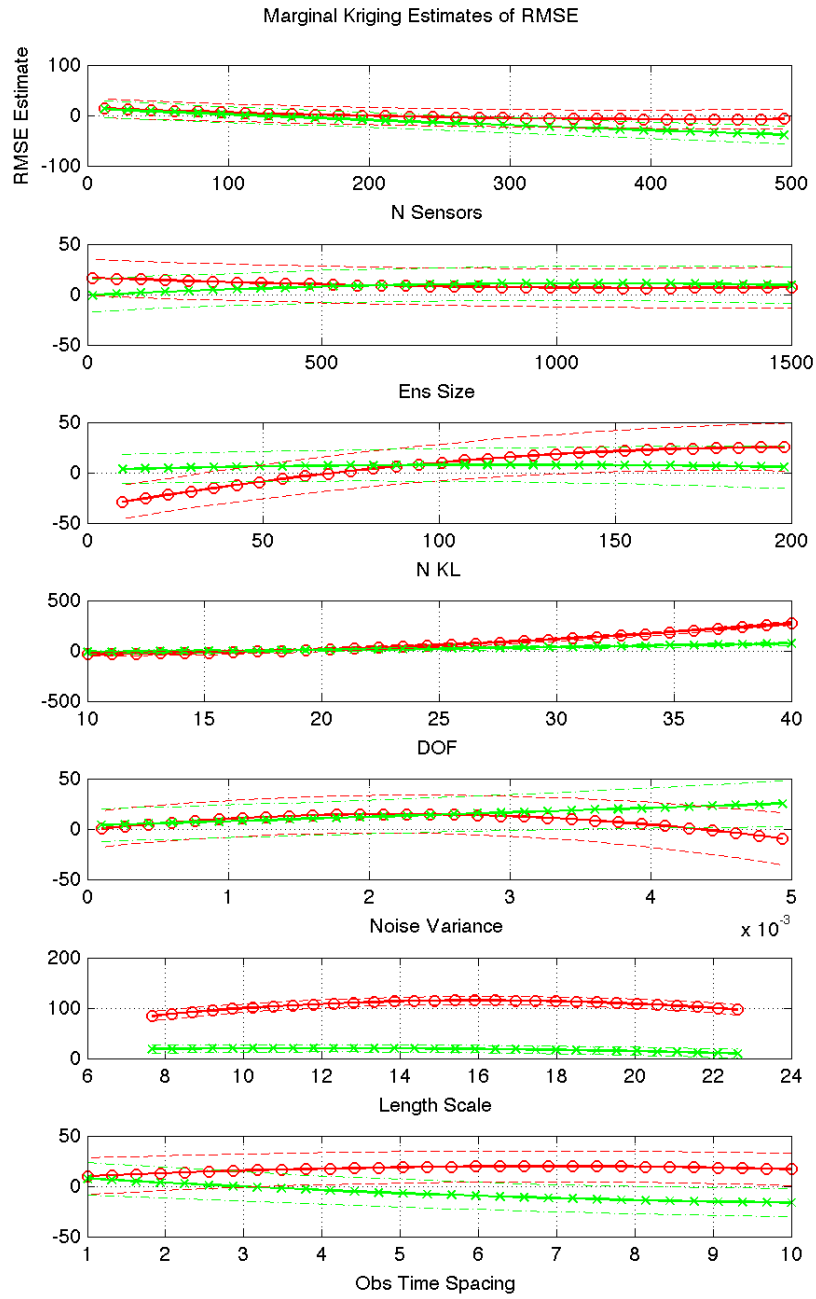 Marginal Kriging Estimates of RMSE
RMSE Estimate
100
0
-100
0 100 200 300 400 500
N Sensors
50
0
-50
0 500 1000 1500
Ens Size
50
0
-50
0 50 100 150 200
N KL
500
0
-500
10 15 20 25 30 35 40
DOF
50
0
-50
0 1 2 3 4 5
Noise Variance
x 10-3
200
100
0
6 8 10 12 14 16 18 20 22 24
Length Scale
50
0
-50
1 2 3 4 5 6 7 8 9 10
Obs Time Spacing